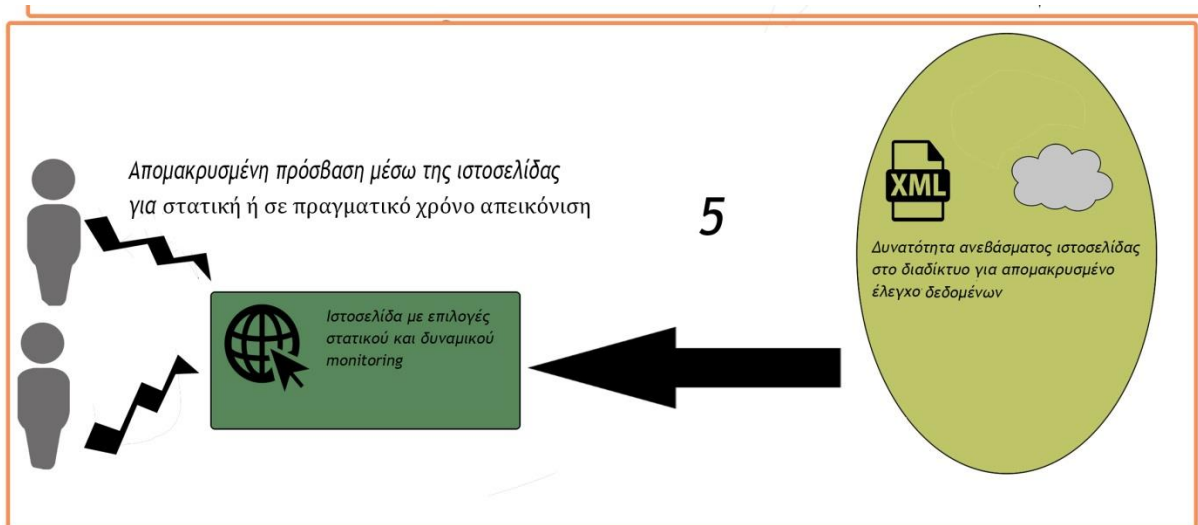 Απομακρυσμένη πρόσβαση μέσω της ιστοσελίδας
για στατική ή σε πραγματικό χρόνο απεικόνιση
5
XML
Δυνατότητα ανεβάσματος ιστοσελίδας
στο διαδίκτυο για απομακρυσμένο
έλεγχο δεδομένων
Ιστοσελίδα με επιλογές
στατικού και δυναμικού
monitoring